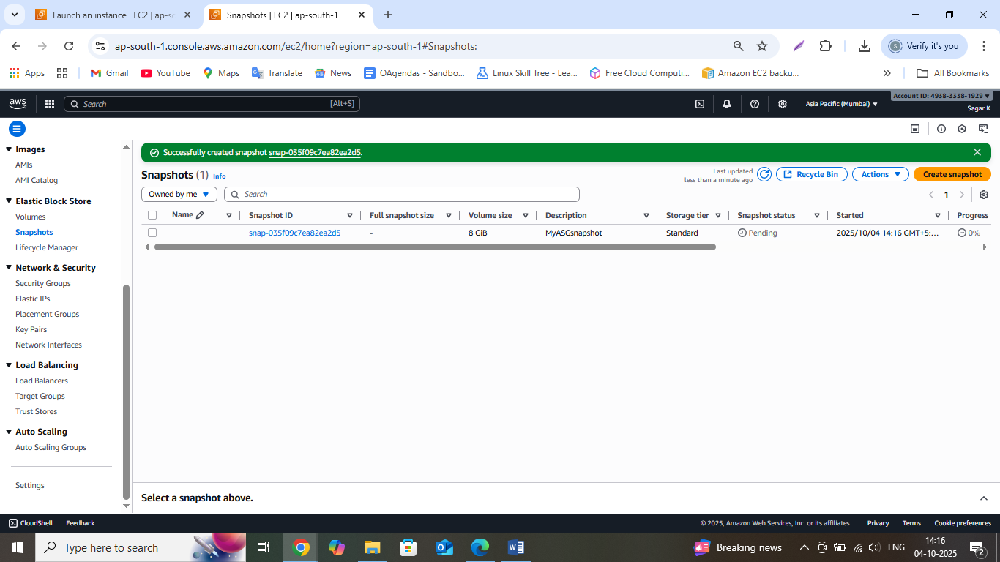 Launch an instance | EC2 | ap-sc
Snapshots | EC2 | ap-south-1
ap-south-1.console.aws.amazon.com/ec2/home?region=ap-south-1#Snapshots:
S
Verify it's you
Apps
Gmail
YouTube
Maps
Translate
News
OAgendas - Sandbo...
Linux Skill Tree - Lea...
Free Cloud Computi...
Amazon EC2 backu...
All Bookmarks
aws
Search
[Alt+S]
Asia Pacific (Mumbai)
Account ID: 4938-3338-1929
Sagar K
Images
AMIs
AMI Catalog
Elastic Block Store
Volumes
Snapshots
Lifecycle Manager
Network & Security
Security Groups
Elastic IPs
Placement Groups
Key Pairs
Network Interfaces
Load Balancing
Load Balancers
Target Groups
Trust Stores
Auto Scaling
Auto Scaling Groups
Settings
Successfully created snapshot snap-035f09c7ea82ea2d5.
Snapshots (1) Info
Last updated
less than a minute ago
Recycle Bin
Actions
Create snapshot
Owned by me
Search
1
Name
Snapshot ID
Full snapshot size
Volume size
Description
Storage tier
Snapshot status
Started
Progress
snap-035f09c7ea82ea2d5
-
8 GiB
MyASGsnapshot
Standard
Pending
2025/10/04 14:16 GMT+5:...
0%
Select a snapshot above.
CloudShell
Feedback
© 2025, Amazon Web Services, Inc. or its affiliates.
Privacy
Terms
Cookie preferences
Type here to search
Breaking news
ENG
14:16
04-10-2025
2